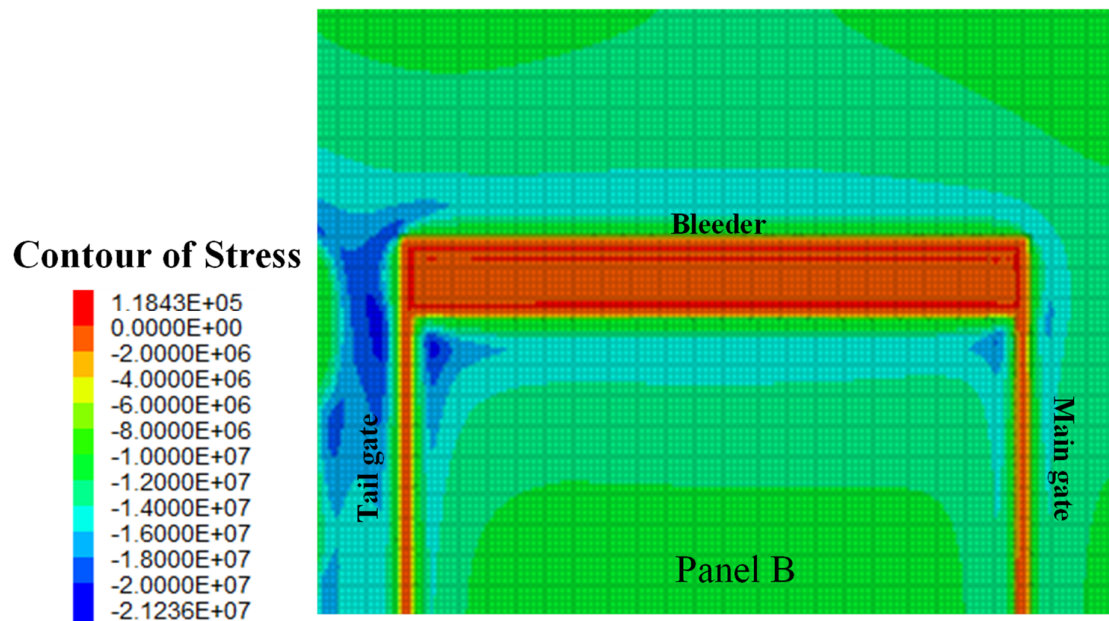 Contour of Stress
1.1843E+05
0.0000E+00
-2.0000E+06
-4.0000E+06
-6.0000E+06
-8.0000E+06
-1.0000E+07
-1.2000E+07
-1.4000E+07
-1.6000E+07
-1.8000E+07
-2.0000E+07
-2.1236E+07
Bleeder
Tail gate
Main gate
Panel B